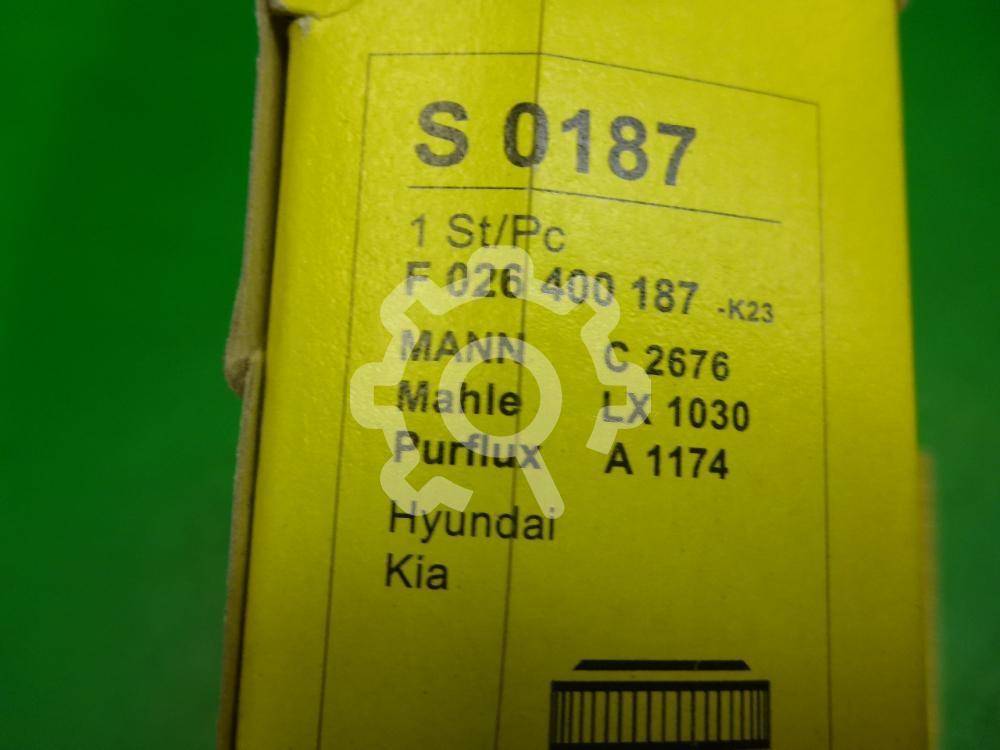 S 0187
1 St/Pc
F 026 400 187 -K23
MANN C 2676
Mahle LX 1030
Purflux A 1174
Hyundai
Kia